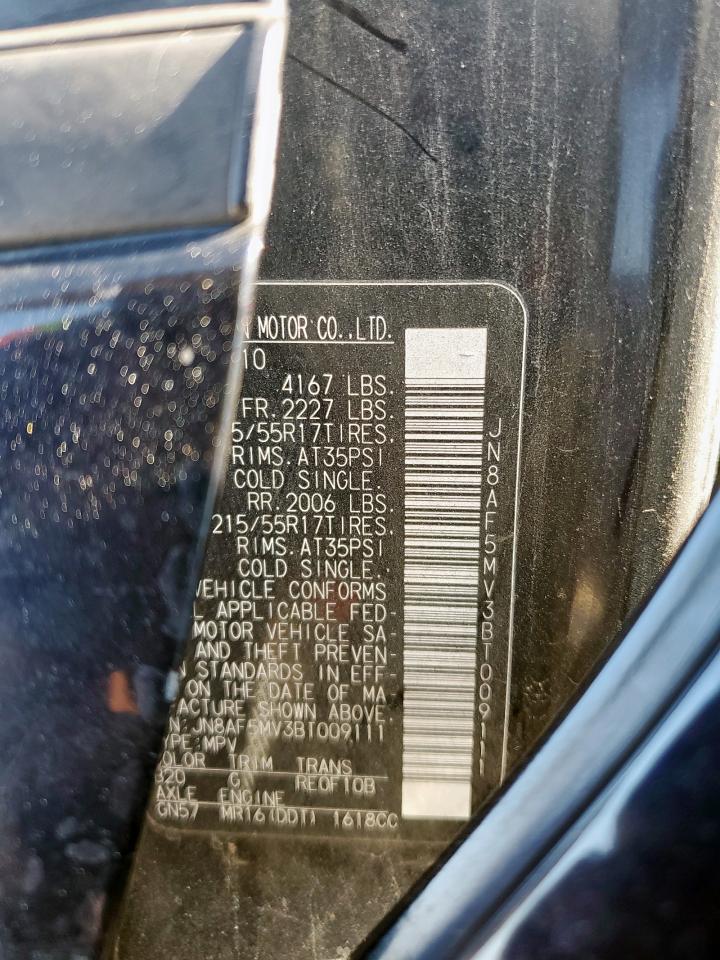 N MOTOR CO.,LTD.
10
4167 LBS.
FR. 2227 LBS.
5/55R17TIRES.
RIMS. AT35PSI
COLD SINGLE.
RR. 2006 LBS.
215/55R17TIRES.
RIMS. AT35PSI
COLD SINGLE.
VEHICLE CONFORMS
L APPLICABLE FED-
MOTOR VEHICLE SA-
AND THEFT PREVEN-
N STANDARDS IN EFF-
ON THE DATE OF MA-
ACTURE SHOWN ABOVE.
N:JN8AF5MV3BT009111
YPE:MPV
OLOR TRIM TRANS
320 G RE0F10B
AXLE ENGINE
GN57 MR16(DDT) 1618CC
JN8AF5MV3BT009111